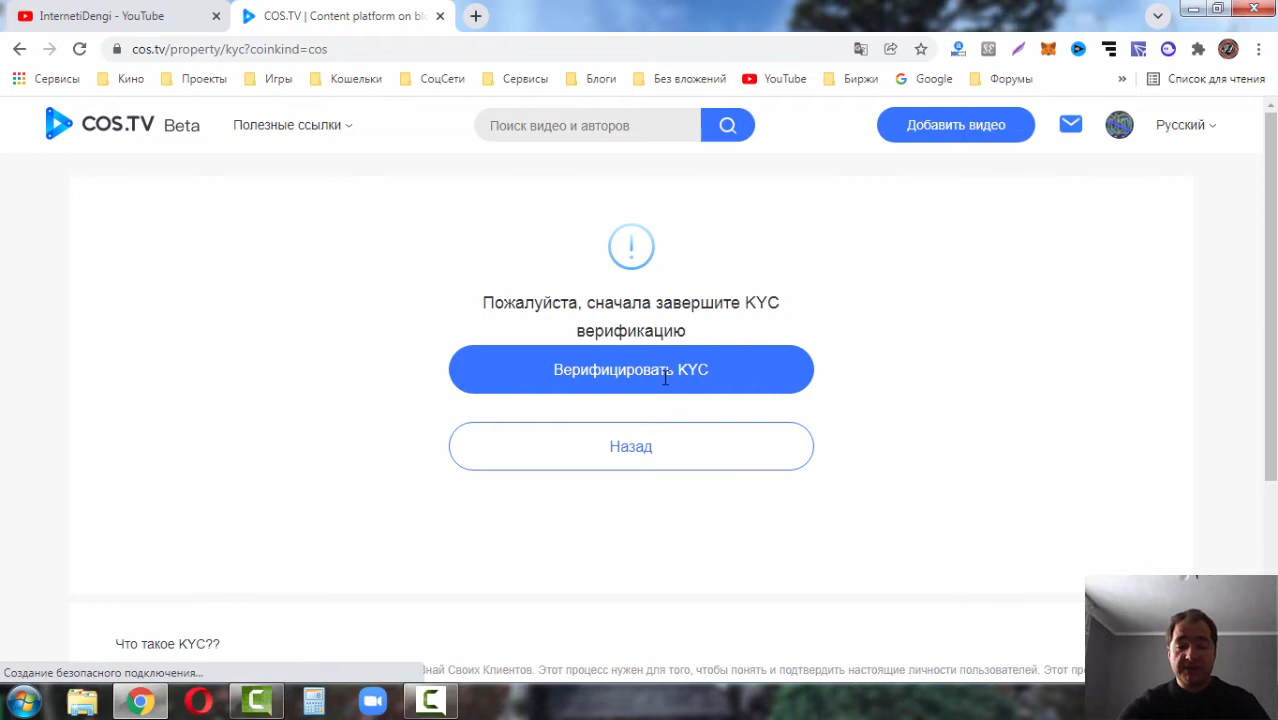 InternetiDengi - YouTube
COS.TV | Content platform on blo
cos.tv/property/kyc?coinkind=cos
Сервисы
Кино
Проекты
Игры
Кошельки
СоцСети
Сервисы
Блоги
Без вложений
YouTube
Биржи
Google
Форумы
»
Список для чтения
COS.TV Beta
Полезные ссылки
Поиск видео и авторов
Добавить видео
Русский
Пожалуйста, сначала завершите KYC
верификацию
Верифицировать KYC
Назад
Что такое KYC??
Знай Своих Клиентов. Этот процесс нужен для того, чтобы понять и подтвердить настоящие личности пользователей. Этот пр
Создание безопасного подключения...